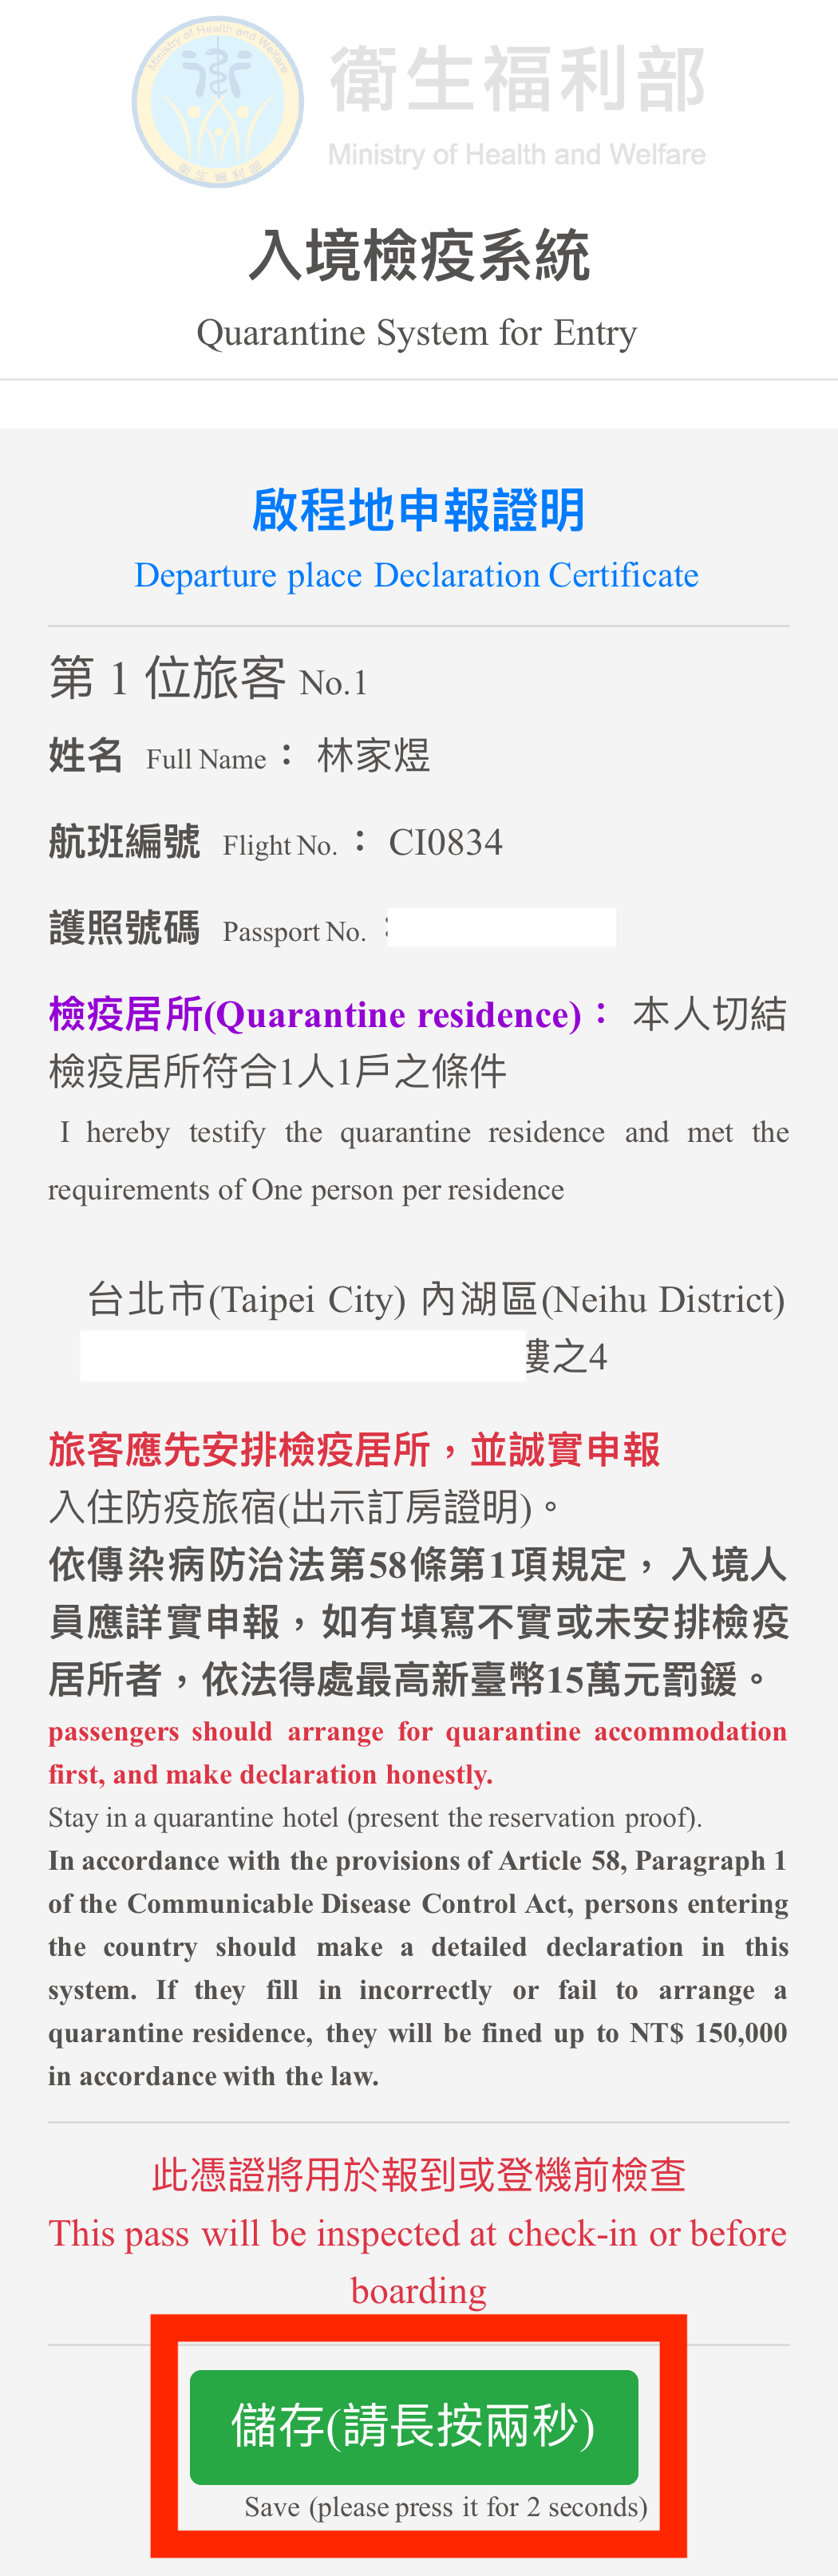 Ministry of Health and Welfare
衛生福利部
衛生福利部
Ministry of Health and Welfare
入境檢疫系統
Quarantine System for Entry
啟程地申報證明
Departure place Declaration Certificate
第 1 位旅客 No.1
姓名 Full Name： 林家煜
航班編號 Flight No.： CI0834
護照號碼 Passport No.：
檢疫居所(Quarantine residence)： 本人切結
檢疫居所符合1人1戶之條件
I hereby testify the quarantine residence and met the
requirements of One person per residence
台北市(Taipei City) 內湖區(Neihu District)
樓之4
旅客應先安排檢疫居所，並誠實申報
入住防疫旅宿(出示訂房證明)。
依傳染病防治法第58條第1項規定，入境人
員應詳實申報，如有填寫不實或未安排檢疫
居所者，依法得處最高新臺幣15萬元罰鍰。
passengers should arrange for quarantine accommodation
first, and make declaration honestly.
Stay in a quarantine hotel (present the reservation proof).
In accordance with the provisions of Article 58, Paragraph 1
of the Communicable Disease Control Act, persons entering
the country should make a detailed declaration in this
system. If they fill in incorrectly or fail to arrange a
quarantine residence, they will be fined up to NT$ 150,000
in accordance with the law.
此憑證將用於報到或登機前檢查
This pass will be inspected at check-in or before
boarding
儲存(請長按兩秒)
Save (please press it for 2 seconds)